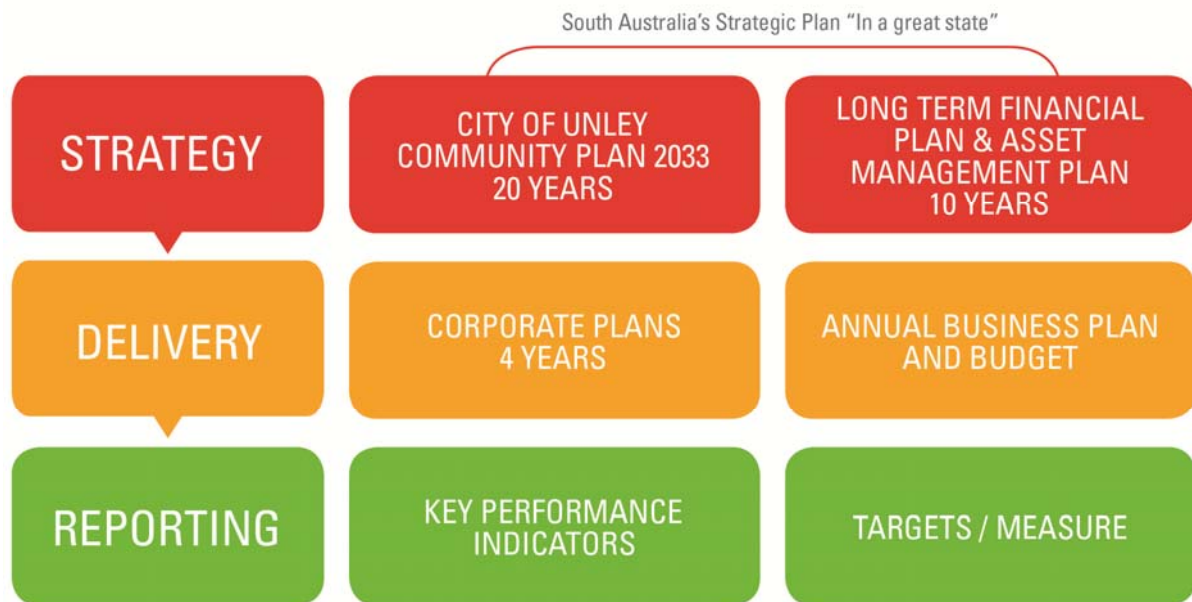 South Australia's Strategic Plan “In a great state”
STRATEGY
CITY OF UNLEY
COMMUNITY PLAN 2033
20 YEARS
LONG TERM FINANCIAL
PLAN & ASSET
MANAGEMENT PLAN
10 YEARS
DELIVERY
CORPORATE PLANS
4 YEARS
ANNUAL BUSINESS PLAN
AND BUDGET
REPORTING
KEY PERFORMANCE
INDICATORS
TARGETS / MEASURE